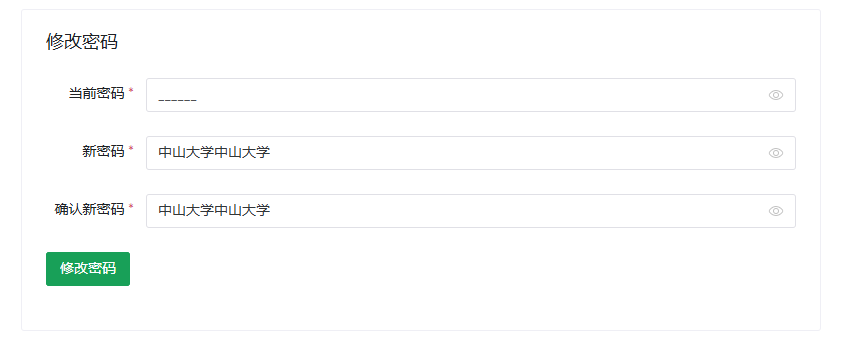 修改密码
当前密码 *
______
新密码 *
中山大学中山大学
确认新密码 *
中山大学中山大学
修改密码